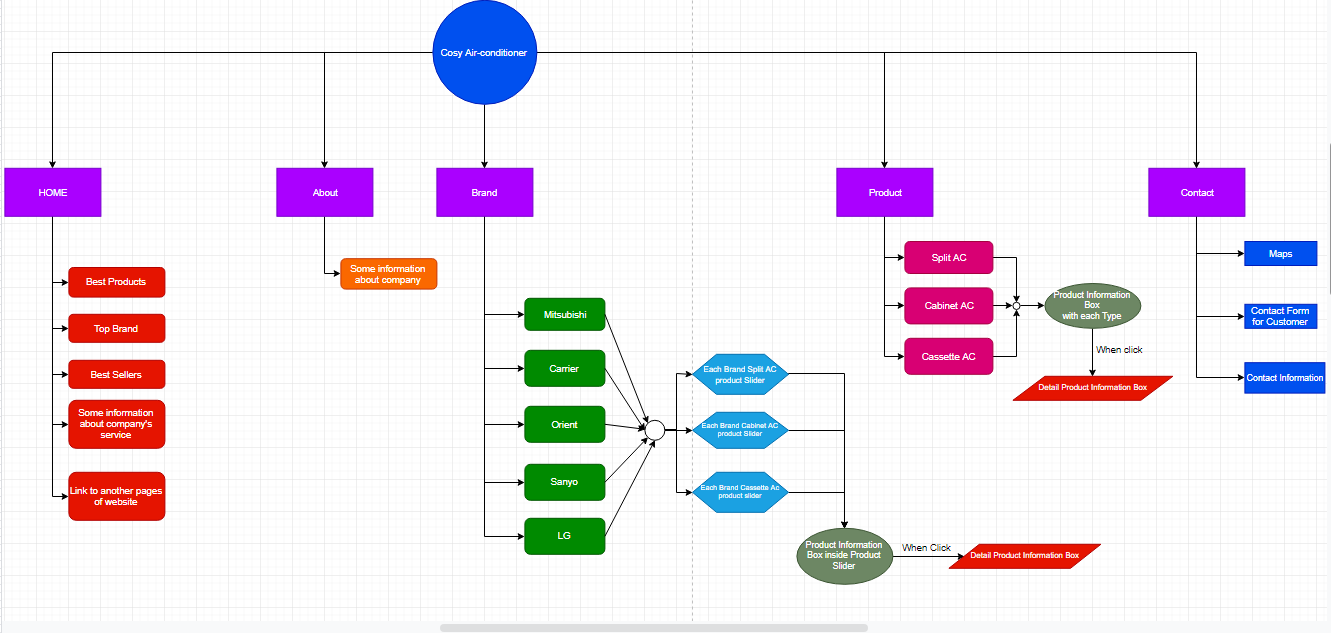 Cosy Air-conditioner
HOME
About
Brand
Product
Contact
Best Products
Top Brand
Best Sellers
Some information
about company's
service
Link to another pages
of website
Some information
about company
Mitsubishi
Carrier
Orient
Sanyo
LG
Each Brand Split AC
product Slider
Each Brand Cabinet AC
product Slider
Each Brand Cassette Ac
product slider
Product Information
Box inside Product
Slider
When Click
Detail Product Information Box
Split AC
Cabinet AC
Cassette AC
Product Information
Box
with each Type
When click
Detail Product Information Box
Maps
Contact Form
for Customer
Contact Information